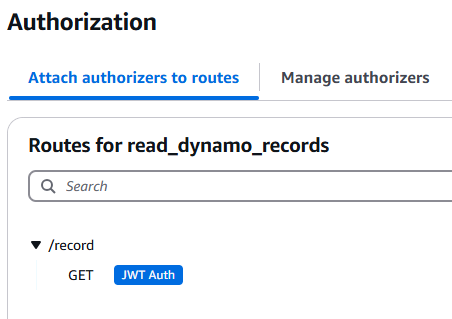 Authorization
Attach authorizers to routes
Manage authorizers
Routes for read_dynamo_records
Search
/record
GET JWT Auth